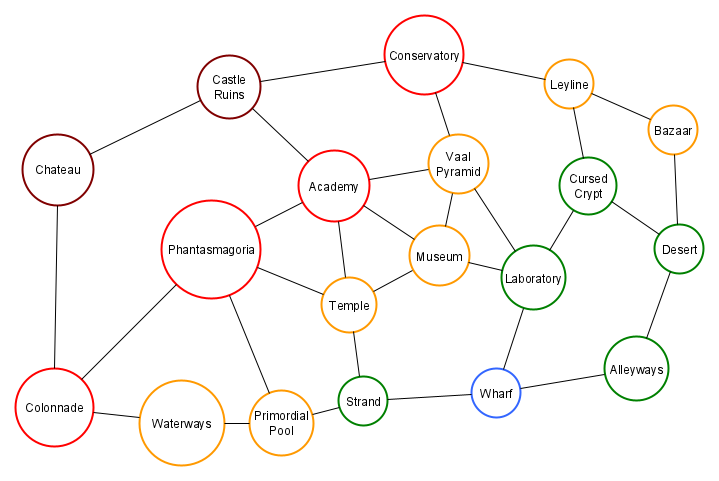 Conservatory
Castle
Ruins
Leyline
Bazaar
Vaal
Pyramid
Chateau
Academy
Cursed
Crypt
Phantasmagoria
Museum
Desert
Laboratory
Temple
Alleyways
Wharf
Strand
Colonnade
Waterways
Primordial
Pool